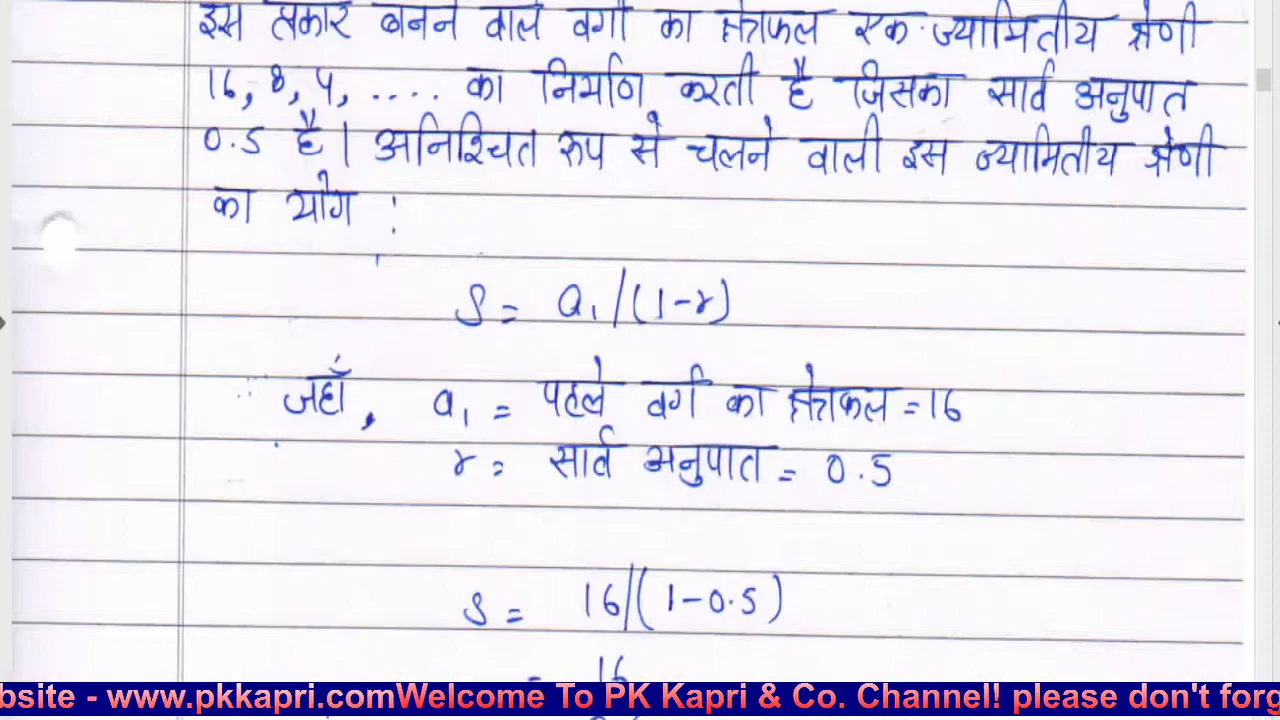 इस प्रकार बनने वाले वर्गों का क्षेत्रफल एक ज्यामितीय श्रेणी
16, 8, 4, .... का निर्माण करती है जिसका सार्व अनुपात
0.5 है। अनिश्चित रुप से चलने वाली इस ज्यामितीय श्रेणी
का योग :
S = a₁ /(1-r)
जहाँ, a₁ = पहले वर्ग का क्षेत्रफल = 16
r = सार्व अनुपात = 0.5
S = 16/(1-0.5)
= 16
bsite - www.pkkapri.comWelcome To PK Kapri & Co. Channel! please don't forg